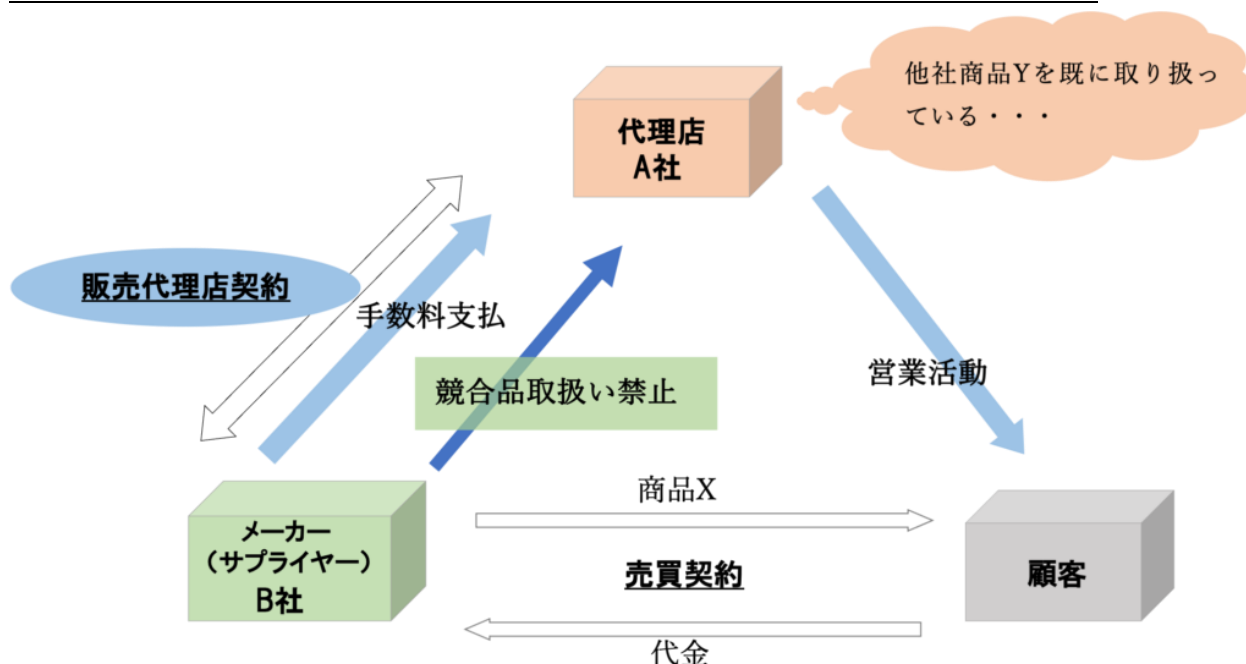 他社商品Yを既に取り扱っ
ている・・・
代理店
A社
販売代理店契約
手数料支払
競合品取扱い禁止
営業活動
商品X
メーカー
（サプライヤー）
B社
売買契約
顧客
代金